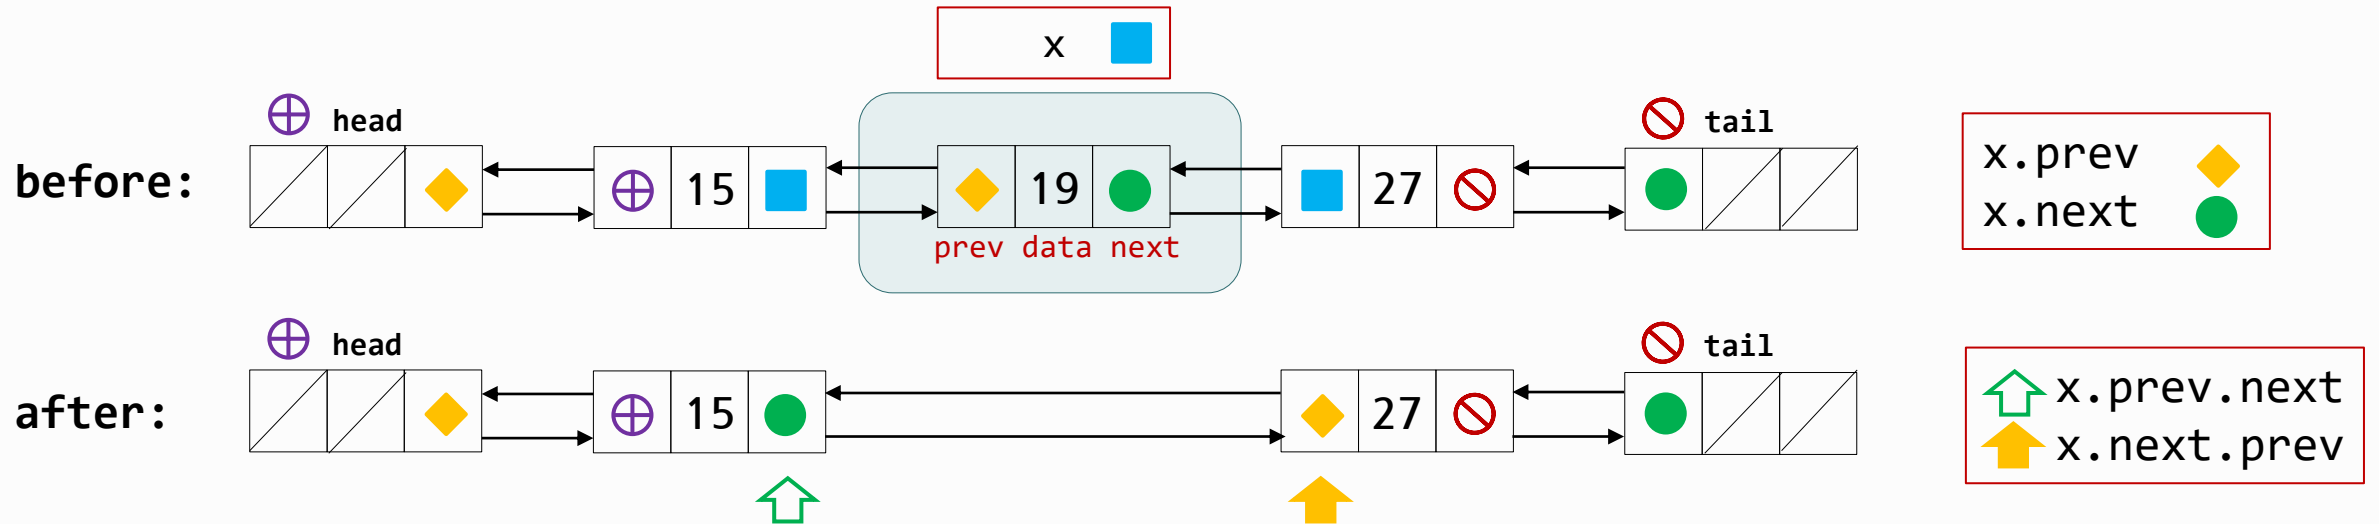 x
head
tail
before:
15
19
27
prev data next
x.prev
x.next
head
tail
after:
15
27
x.prev.next
x.next.prev